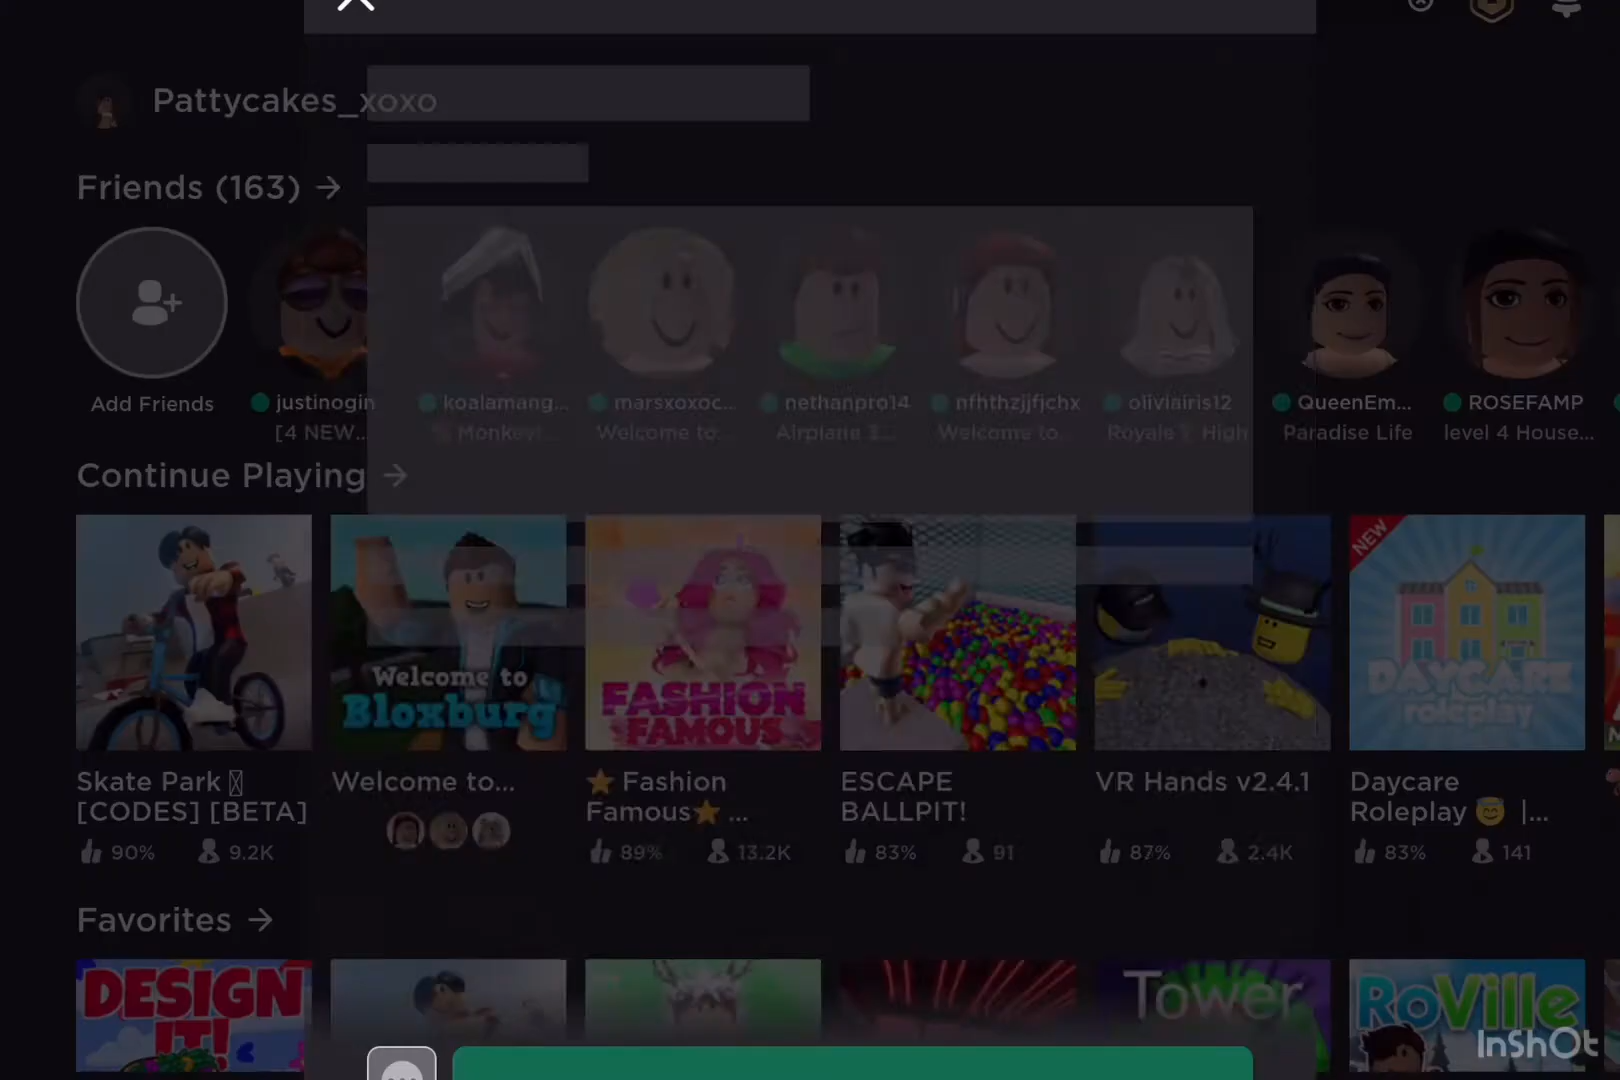 Pattycakes_xoxo
Friends (163) →
Add Friends
justinogin
koalamang...
marsxoxoc...
nethanpro14
nfhthzjjfjchx
oliviairis12
QueenEm...
ROSEFAMP
[4 NEW...
Welcome to...
Airplane
Welcome to...
Royale High
Paradise Life
level 4 House...
Continue Playing →
NEW
Welcome to
Bloxburg
FASHION
FAMOUS
DAYCARE
roleplay
Skate Park
[CODES] [BETA]
Welcome to...
⭐ Fashion
Famous⭐ ...
ESCAPE
BALLPIT!
VR Hands v2.4.1
Daycare
Roleplay 😇 |...
90% 9.2K
89% 13.2K
83% 91
87% 2.4K
83% 141
Favorites →
DESIGN
IT!
Tower
RoVille
InShOt